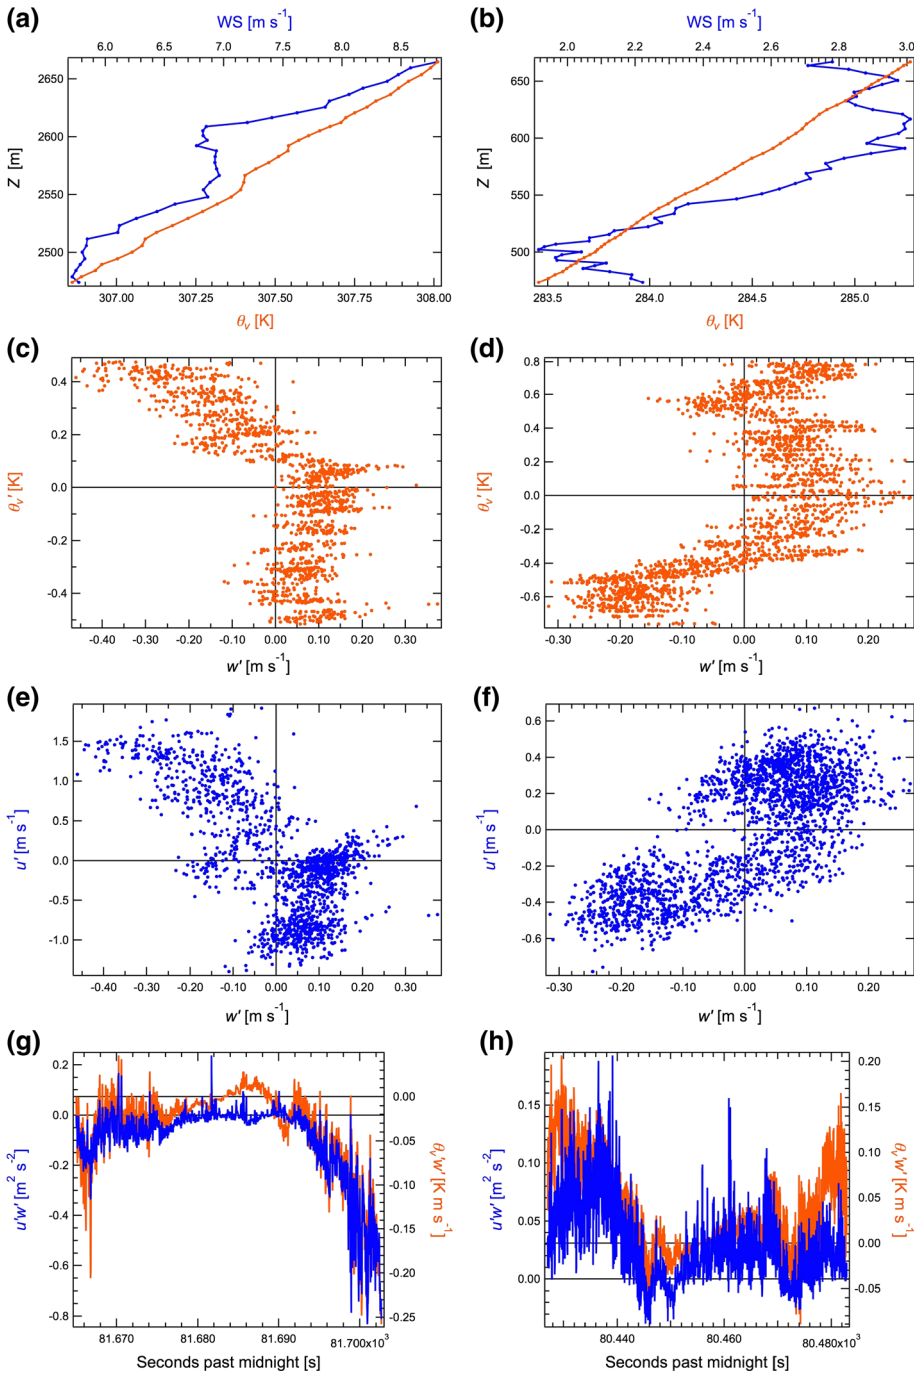 (a)
WS [m s⁻¹]
6.0 6.4 6.8 7.2 7.6 8.0 8.4
Z [m]
2650
2600
2550
2500
307.00 307.25 307.50 307.75 308.00
θᵥ [K]
(b)
WS [m s⁻¹]
2.0 2.2 2.4 2.6 2.8 3.0
Z [m]
650
600
550
500
283.5 284.0 284.5 285.0
θᵥ [K]
(c)
θᵥ′ [K]
0.4
0.2
0.0
-0.2
-0.4
-0.40 -0.30 -0.20 -0.10 0.00 0.10 0.20 0.30
w′ [m s⁻¹]
(d)
θᵥ′ [K]
0.8
0.6
0.4
0.2
0.0
-0.2
-0.4
-0.6
-0.30 -0.20 -0.10 0.00 0.10 0.20
w′ [m s⁻¹]
(e)
u′ [m s⁻¹]
1.5
1.0
0.5
0.0
-0.5
-1.0
-0.40 -0.30 -0.20 -0.10 0.00 0.10 0.20 0.30
w′ [m s⁻¹]
(f)
u′ [m s⁻¹]
0.6
0.4
0.2
0.0
-0.2
-0.4
-0.6
-0.30 -0.20 -0.10 0.00 0.10 0.20
w′ [m s⁻¹]
(g)
u′w′ [m² s⁻²]
0.2
0.0
-0.2
-0.4
-0.6
-0.8
0.00
-0.05
-0.10
-0.15
-0.20
-0.25
θᵥ′w′ [K m s⁻¹]
81.670 81.680 81.690 81.700x10³
Seconds past midnight [s]
(h)
u′w′ [m² s⁻²]
0.15
0.10
0.05
0.00
0.20
0.15
0.10
0.05
0.00
-0.05
θᵥ′w′ [K m s⁻¹]
80.440 80.460 80.480x10³
Seconds past midnight [s]